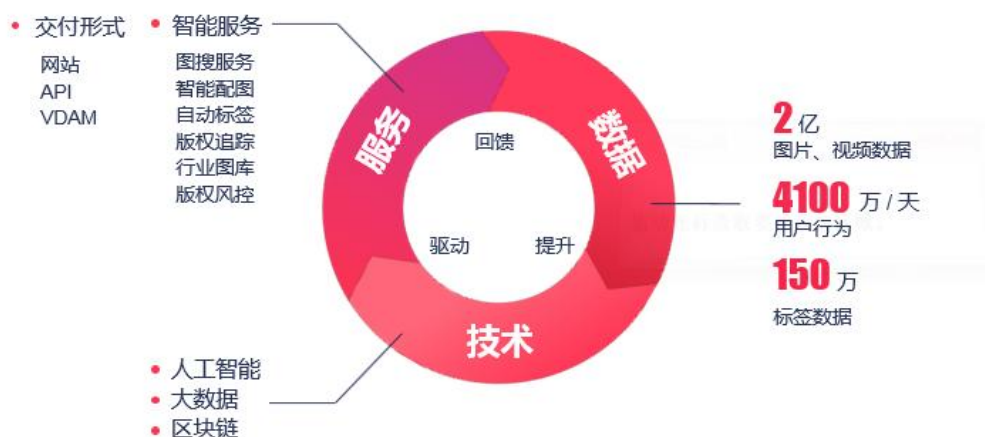 交付形式
网站
API
VDAM
智能服务
图搜服务
智能配图
自动标签
版权追踪
行业图库
版权风控
服务
数据
技术
回馈
驱动
提升
2 亿
图片、视频数据
4100 万 / 天
用户行为
150 万
标签数据
人工智能
大数据
区块链